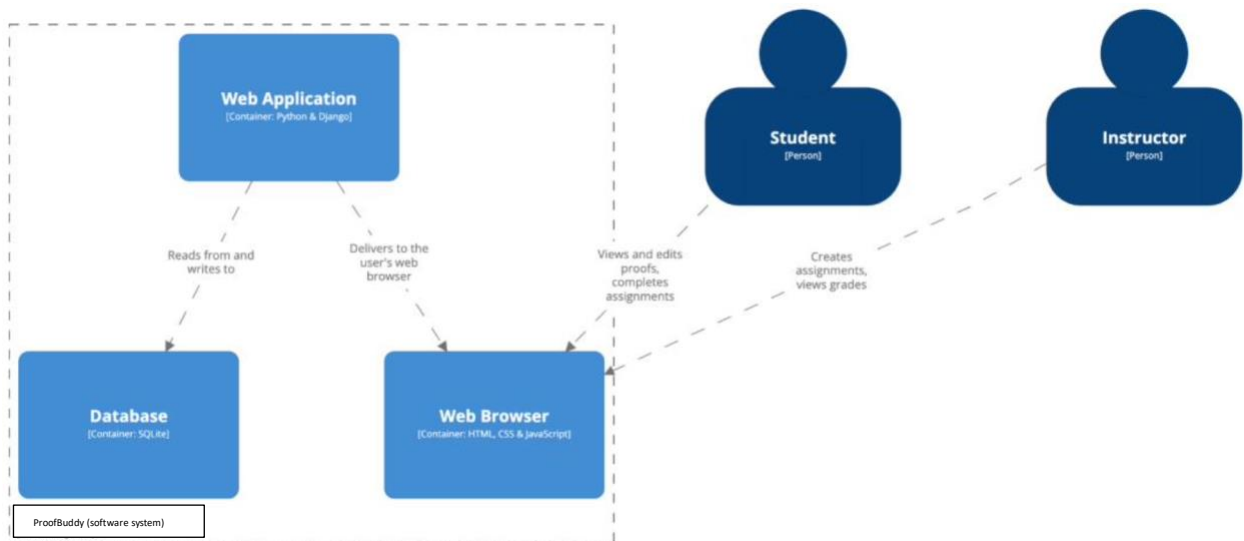 Web Application
[Container: Python & Django]
Student
[Person]
Instructor
[Person]
Reads from and
writes to
Delivers to the
user's web
browser
Views and edits
proofs,
completes
assignments
Creates
assignments,
views grades
Database
[Container: SQLite]
Web Browser
[Container: HTML, CSS & JavaScript]
ProofBuddy (software system)